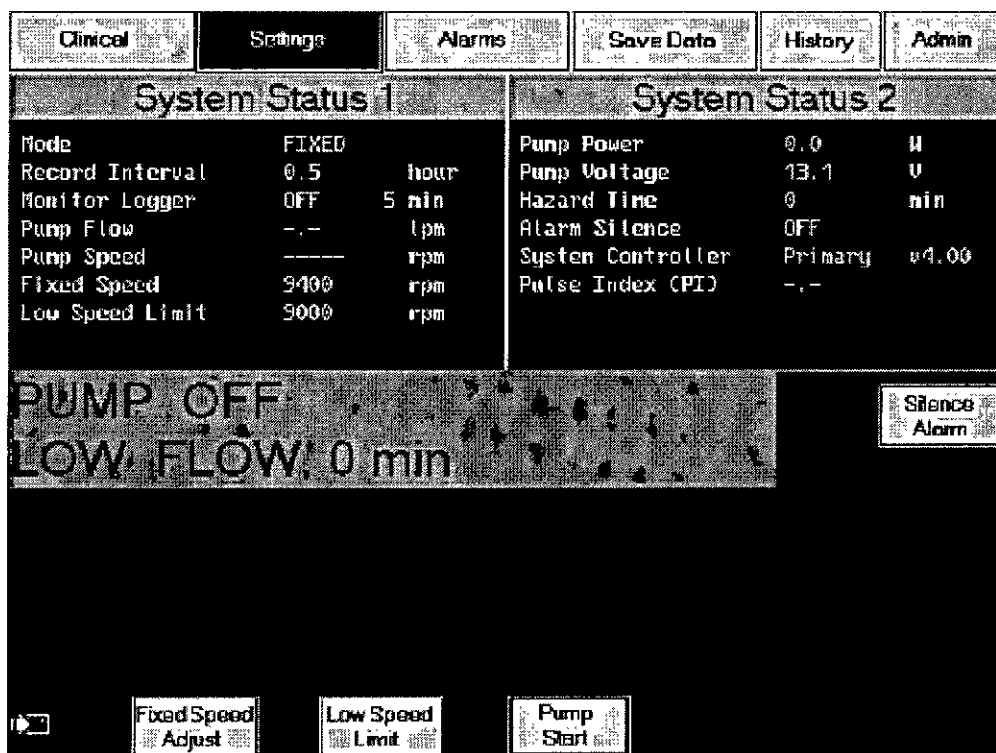 Clinical Settings Alarms Save Data History Admin
System Status 1
Mode FIXED
Record Interval 0.5 hour
Monitor Logger OFF 5 min
Pump Flow -.- lpm
Pump Speed ----- rpm
Fixed Speed 9400 rpm
Low Speed Limit 9000 rpm
System Status 2
Pump Power 0.0 W
Pump Voltage 13.1 V
Hazard Time 0 min
Alarm Silence OFF
System Controller Primary v4.00
Pulse Index (PI) -.-
PUMP OFF
LOW FLOW, 0 min
Silence
Alarm
Fixed Speed
Adjust
Low Speed
Limit
Pump
Start